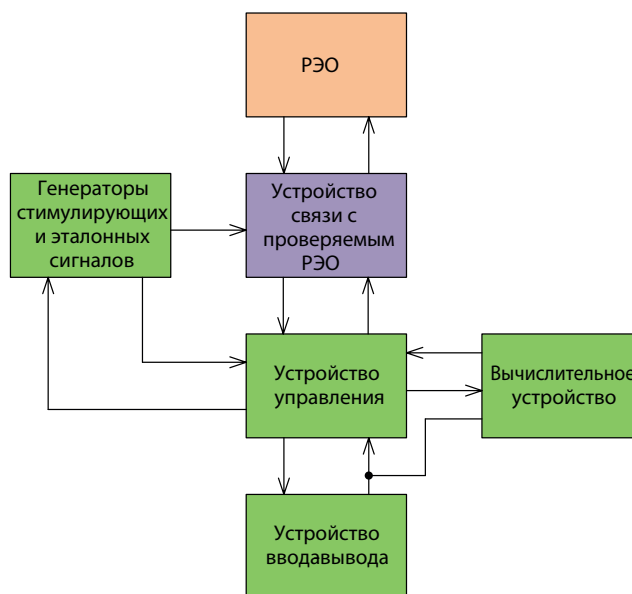 РЭО
Генераторы
стимулирующих
и эталонных
сигналов
Устройство
связи с
проверяемым
РЭО
Устройство
управления
Вычислительное
устройство
Устройство
вводавывода